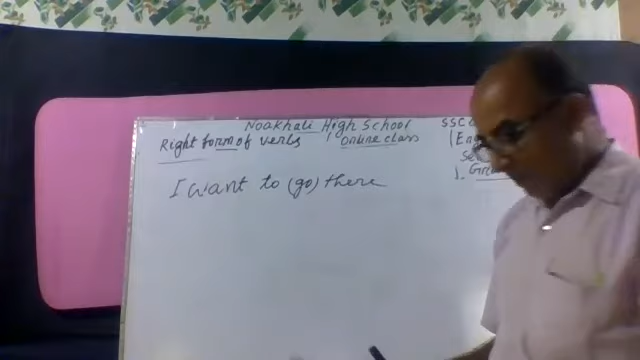 Noakhali High School
Online class
SSC
Right form of verbs
I want to (go) there